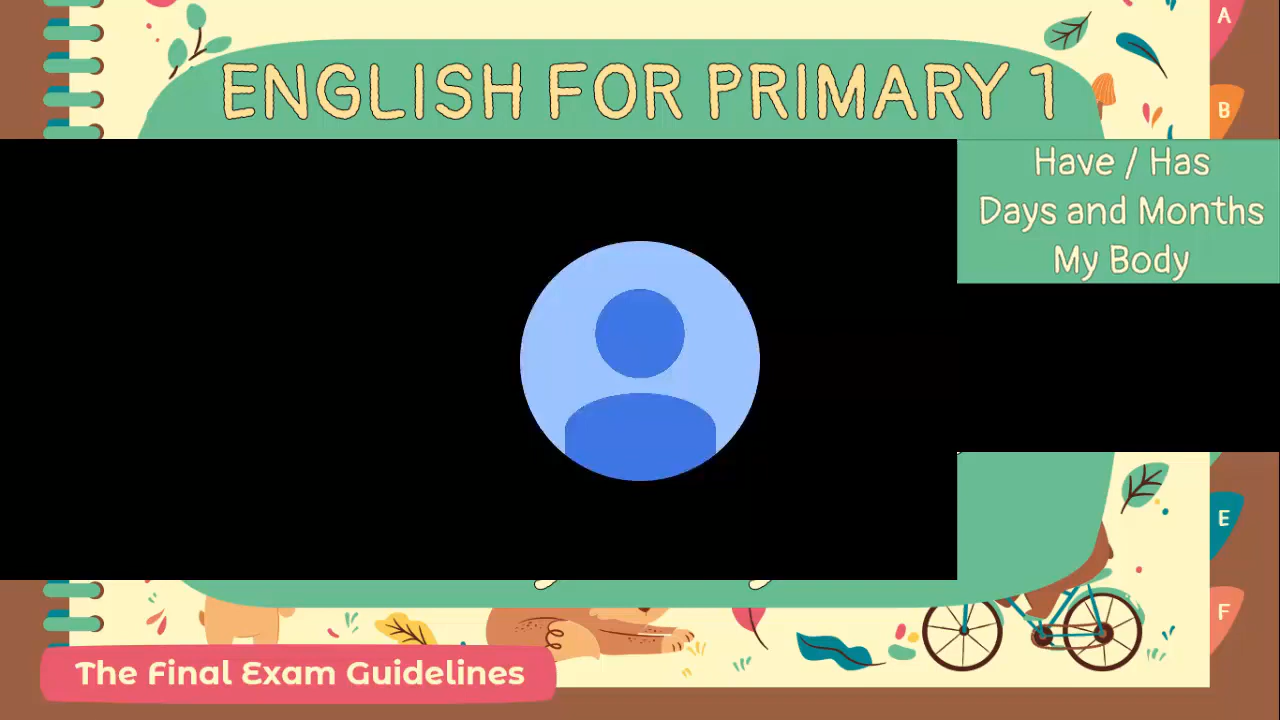 ENGLISH FOR PRIMARY 1
Have / Has
Days and Months
My Body
The Final Exam Guidelines
A
B
E
F